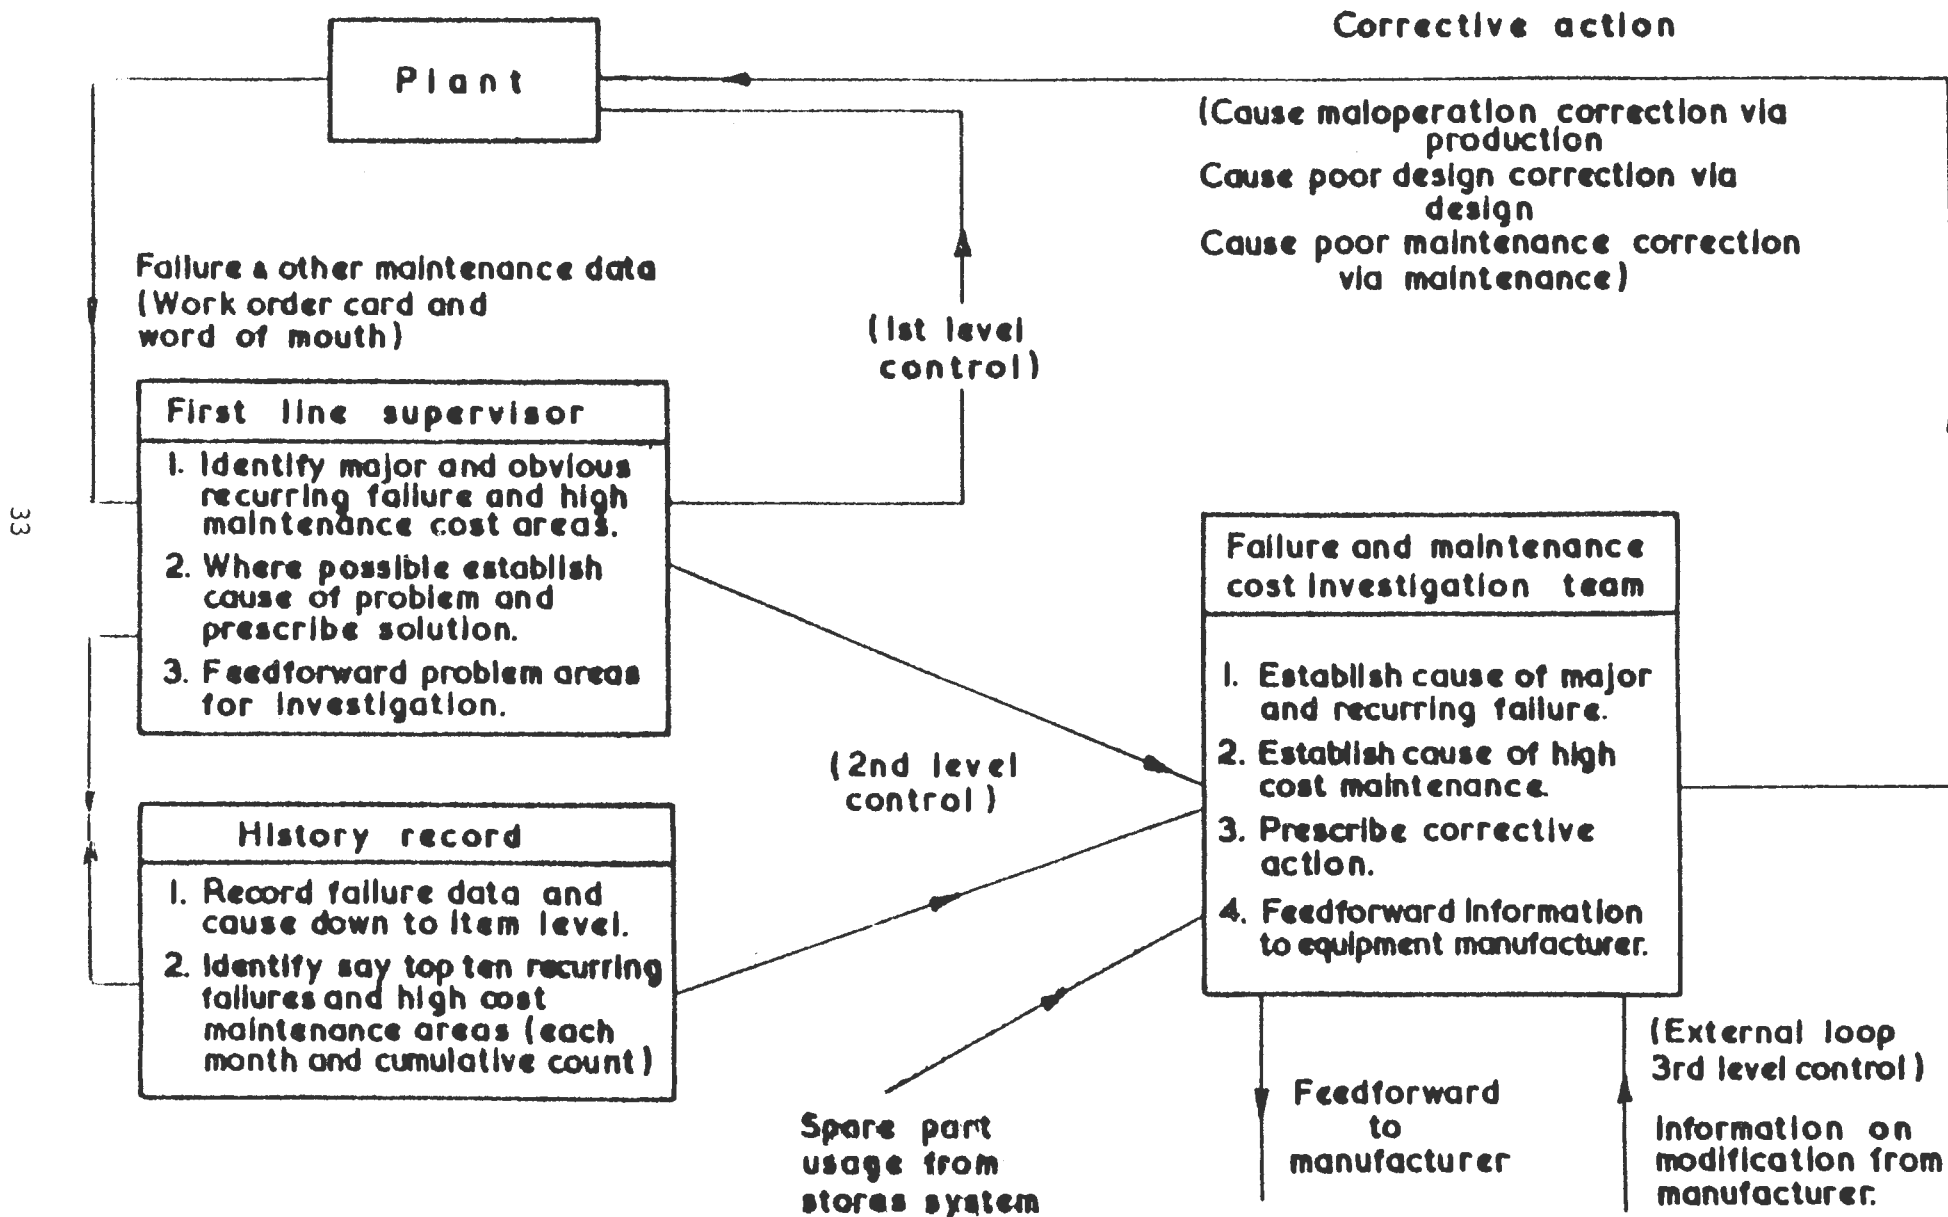 Corrective action
Plant
(Cause maloperation correction via
production
Cause poor design correction via
design
Cause poor maintenance correction
via maintenance)
Failure & other maintenance data
(Work order card and
word of mouth)
(1st level
control)
First line supervisor
1. Identify major and obvious
recurring failure and high
maintenance cost areas.
2. Where possible establish
cause of problem and
prescribe solution.
3. Feedforward problem areas
for investigation.
33
Failure and maintenance
cost investigation team
1. Establish cause of major
and recurring failure.
2. Establish cause of high
cost maintenance.
3. Prescribe corrective
action.
4. Feedforward information
to equipment manufacturer.
(2nd level
control)
History record
1. Record failure data and
cause down to item level.
2. Identify say top ten recurring
failures and high cost
maintenance areas (each
month and cumulative count)
Spare part
usage from
stores system
Feedforward
to
manufacturer
(External loop
3rd level control)
Information on
modification from
manufacturer.